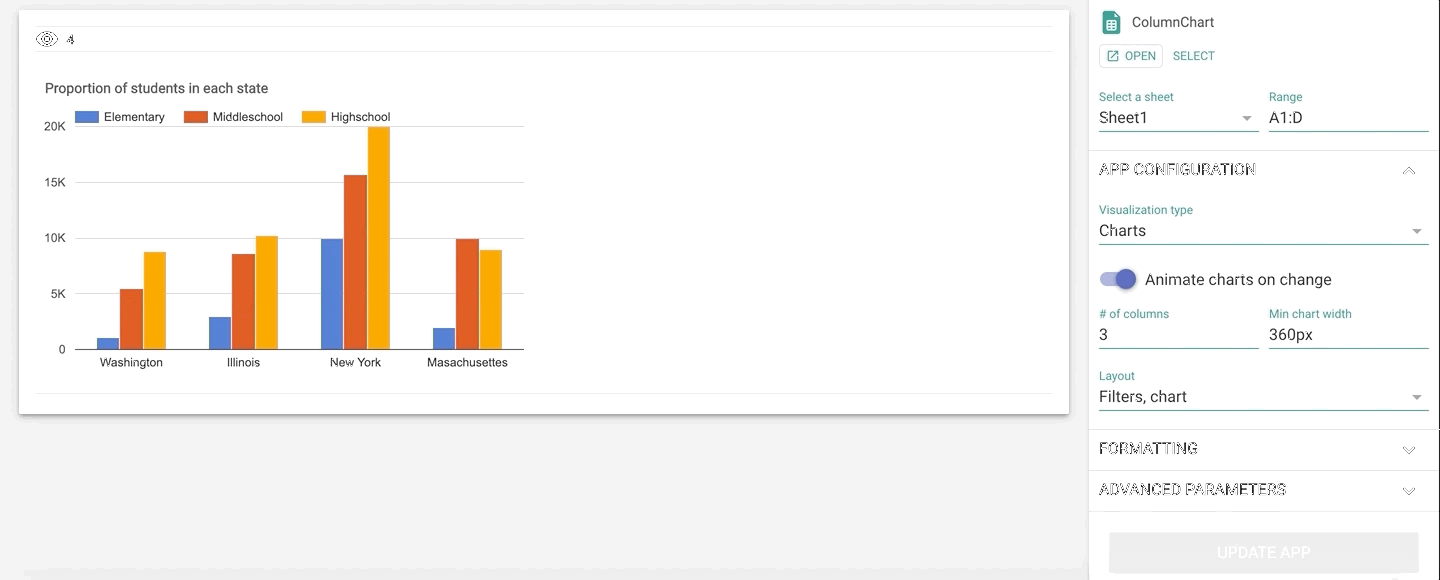 4
Proportion of students in each state
Elementary Middleschool Highschool
20K
15K
10K
5K
0
Washington Illinois New York Masachusettes
ColumnChart
OPEN SELECT
Select a sheet Range
Sheet1 A1:D
APP CONFIGURATION
Visualization type
Charts
Animate charts on change
# of columns Min chart width
3 360px
Layout
Filters, chart
FORMATTING
ADVANCED PARAMETERS
UPDATE APP